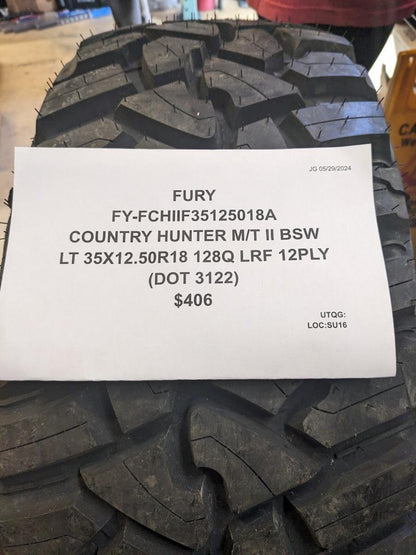 JG 05/29/2024
FURY
FY-FCHIIF35125018A
COUNTRY HUNTER M/T II BSW
LT 35X12.50R18 128Q LRF 12PLY
(DOT 3122)
$406
UTQG:
LOC:SU16
CA